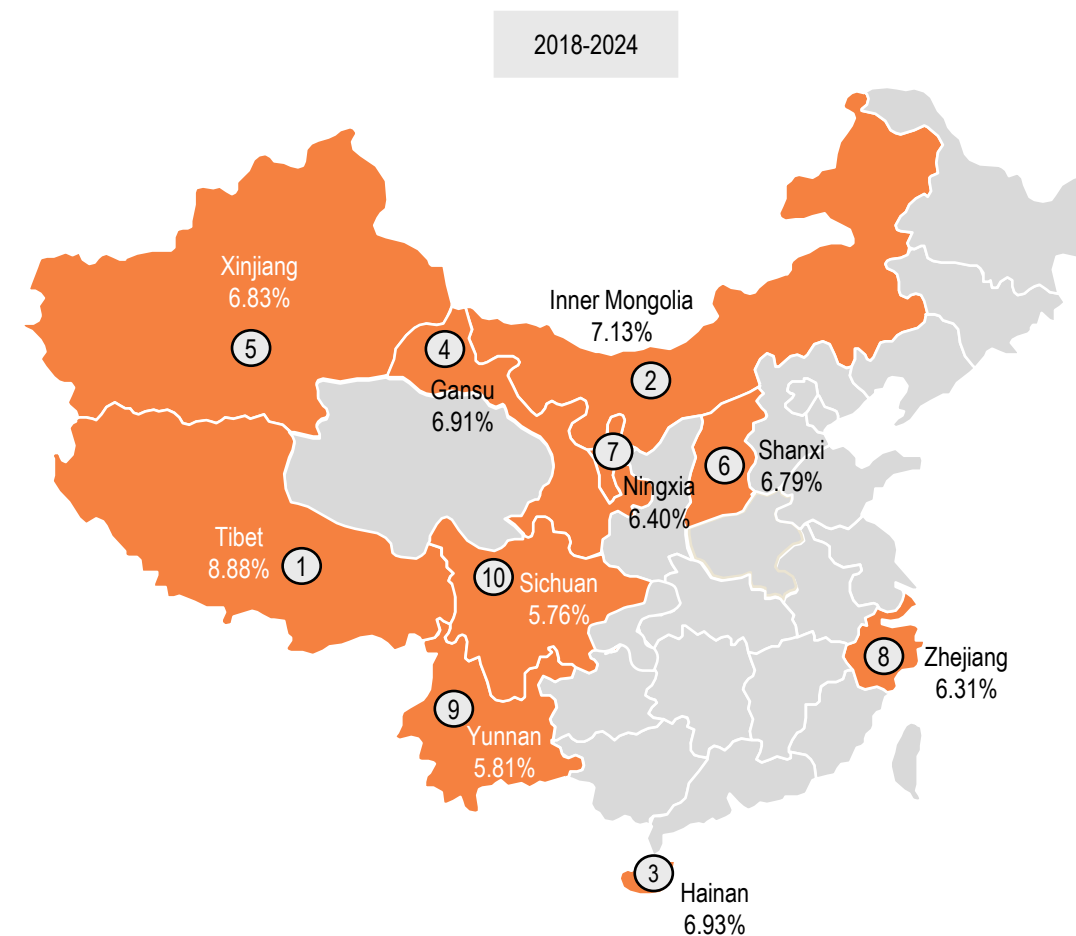 2018-2024
Xinjiang
6.83%
5
4
Gansu
6.91%
Inner Mongolia
7.13%
2
7
Ningxia
6.40%
6
Shanxi
6.79%
Tibet
8.88%
1
10
Sichuan
5.76%
8
Zhejiang
6.31%
9
Yunnan
5.81%
3
Hainan
6.93%